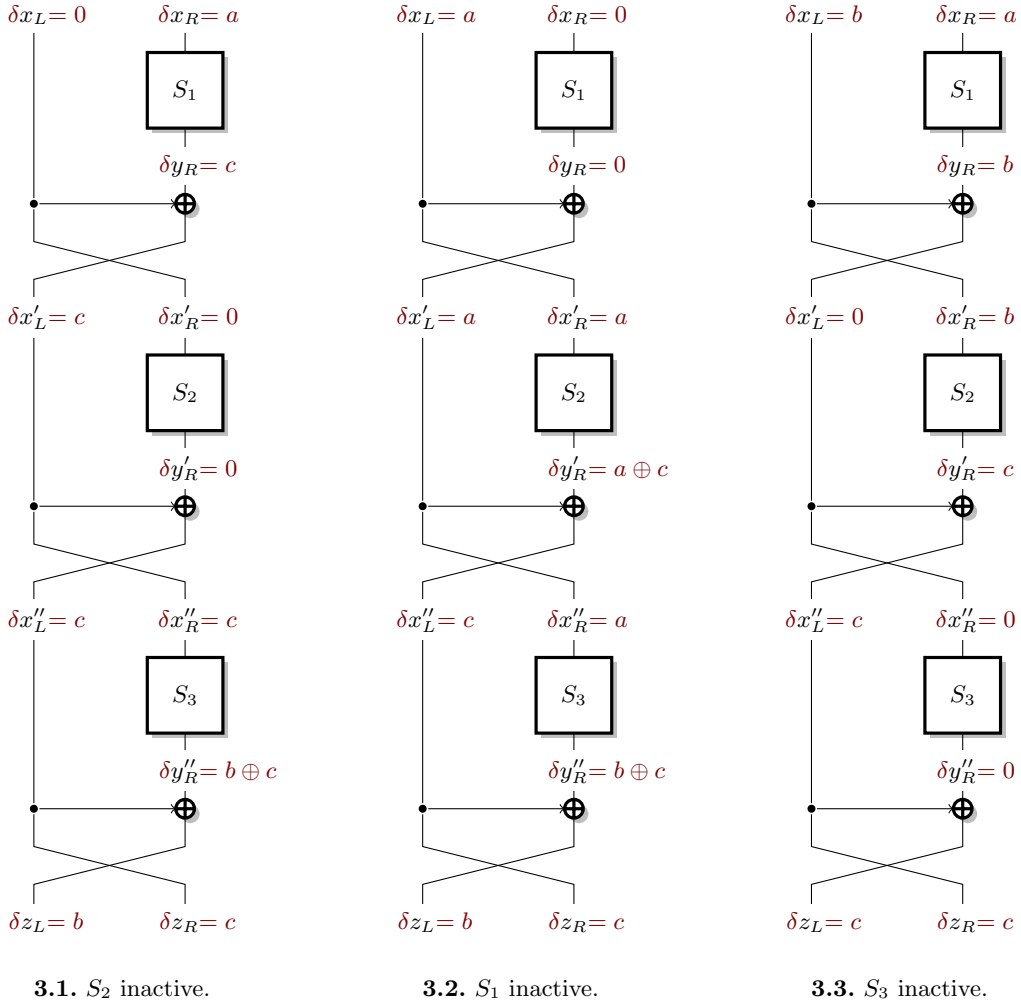 δx_L = 0 δx_R = a δx_L = a δx_R = 0 δx_L = b δx_R = a
S_1 S_1 S_1
δy_R = c δy_R = 0 δy_R = b
δx'_L = c δx'_R = 0 δx'_L = a δx'_R = a δx'_L = 0 δx'_R = b
S_2 S_2 S_2
δy'_R = 0 δy'_R = a ⊕ c δy'_R = c
δx''_L = c δx''_R = c δx''_L = c δx''_R = a δx''_L = c δx''_R = 0
S_3 S_3 S_3
δy''_R = b ⊕ c δy''_R = b ⊕ c δy''_R = 0
δz_L = b δz_R = c δz_L = b δz_R = c δz_L = c δz_R = c
3.1. S_2 inactive. 3.2. S_1 inactive. 3.3. S_3 inactive.